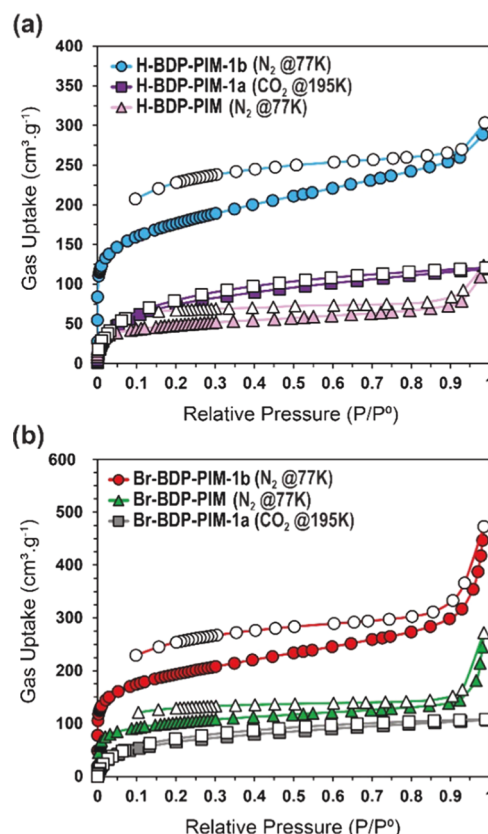 (a)
400
350
300
250
200
150
100
50
0
Gas Uptake (cm³.g⁻¹)
H-BDP-PIM-1b (N₂ @77K)
H-BDP-PIM-1a (CO₂ @195K)
H-BDP-PIM (N₂ @77K)
0 0.1 0.2 0.3 0.4 0.5 0.6 0.7 0.8 0.9 1
Relative Pressure (P/Pº)
(b)
600
500
400
300
200
100
0
Gas Uptake (cm³.g⁻¹)
Br-BDP-PIM-1b (N₂ @77K)
Br-BDP-PIM (N₂ @77K)
Br-BDP-PIM-1a (CO₂ @195K)
0 0.1 0.2 0.3 0.4 0.5 0.6 0.7 0.8 0.9 1
Relative Pressure (P/Pº)